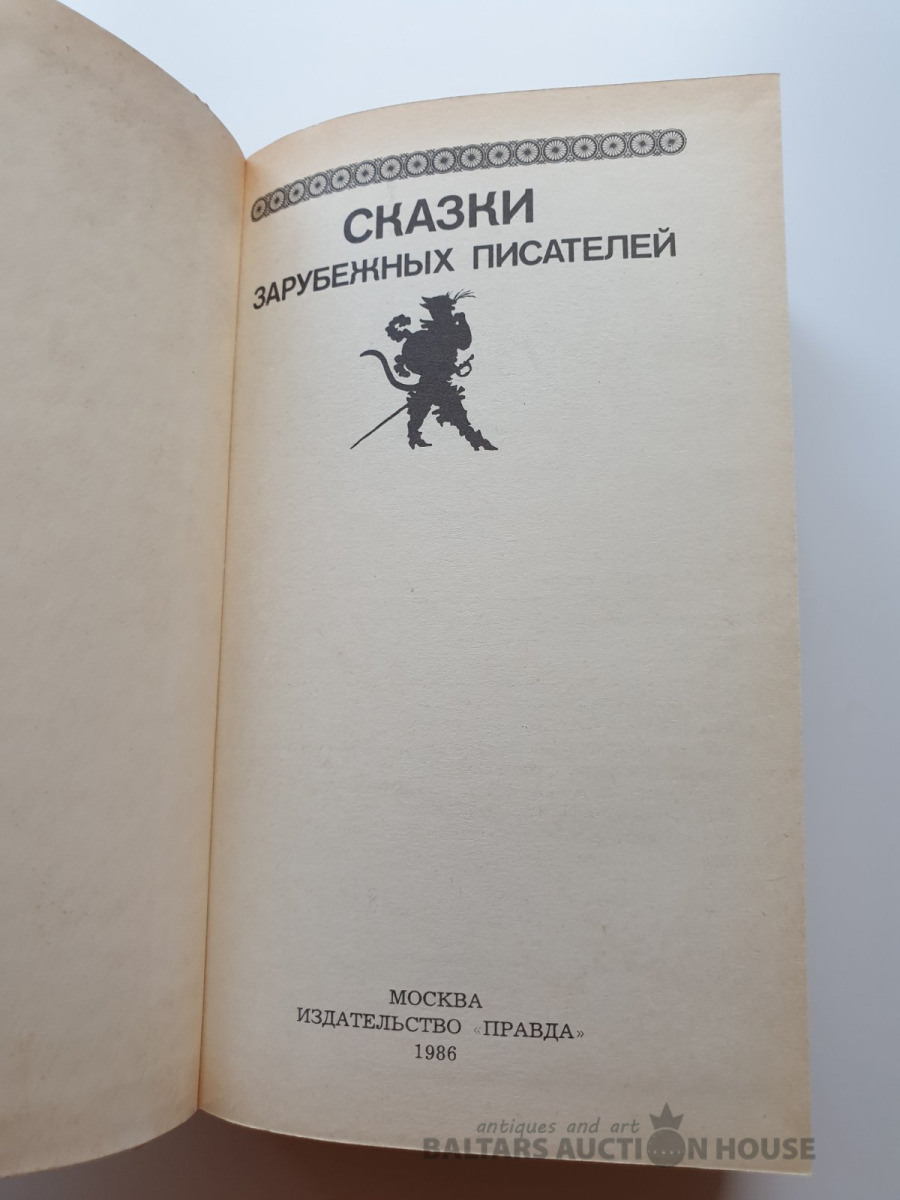 СКАЗКИ
ЗАРУБЕЖНЫХ ПИСАТЕЛЕЙ
МОСКВА
ИЗДАТЕЛЬСТВО «ПРАВДА»
1986
antiques and art
BALTARS AUCTION HOUSE